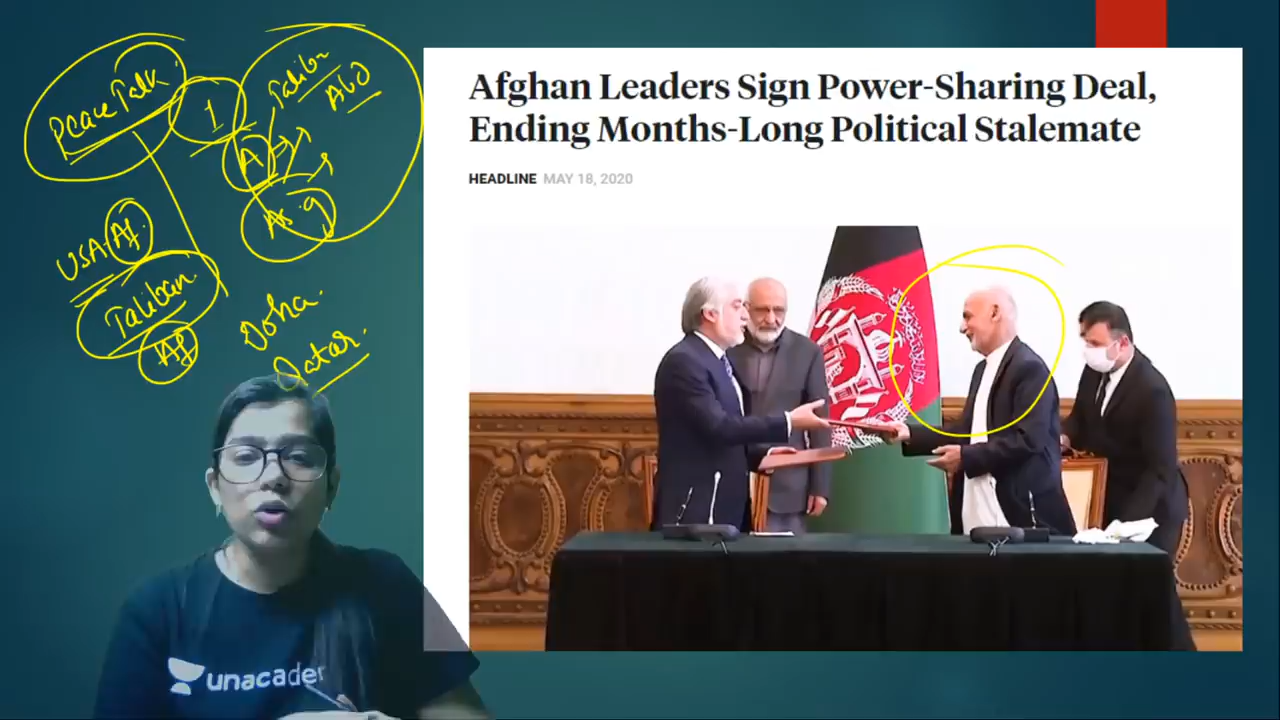 Peace Talk
1
Taliban
A
USA-Af.
Taliban
Af
Doha.
Qatar.
Afghan Leaders Sign Power-Sharing Deal,
Ending Months-Long Political Stalemate
HEADLINE MAY 18, 2020
unacade